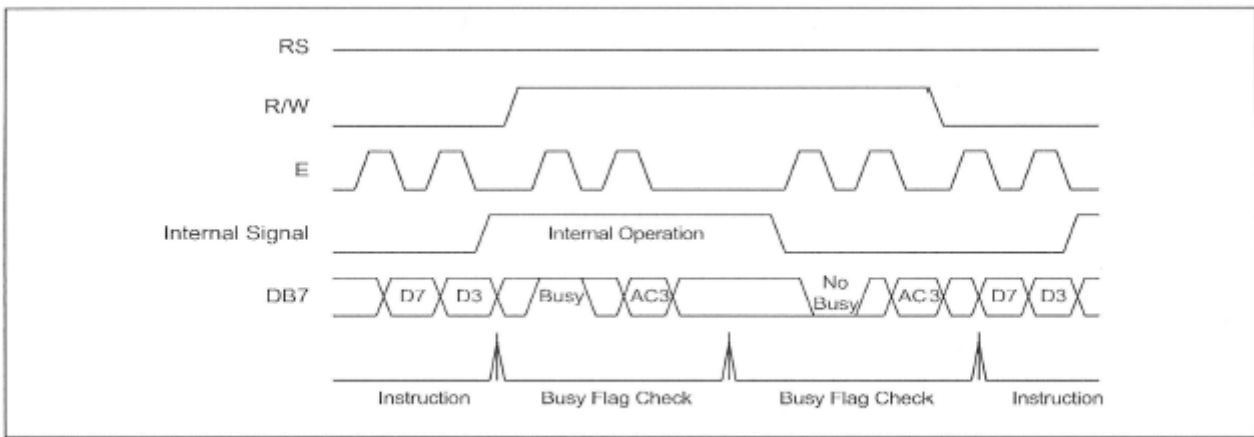 RS
R/W
E
Internal Signal
Internal Operation
DB7
D7
D3
Busy
AC3
No
Busy
AC3
D7
D3
Instruction
Busy Flag Check
Busy Flag Check
Instruction